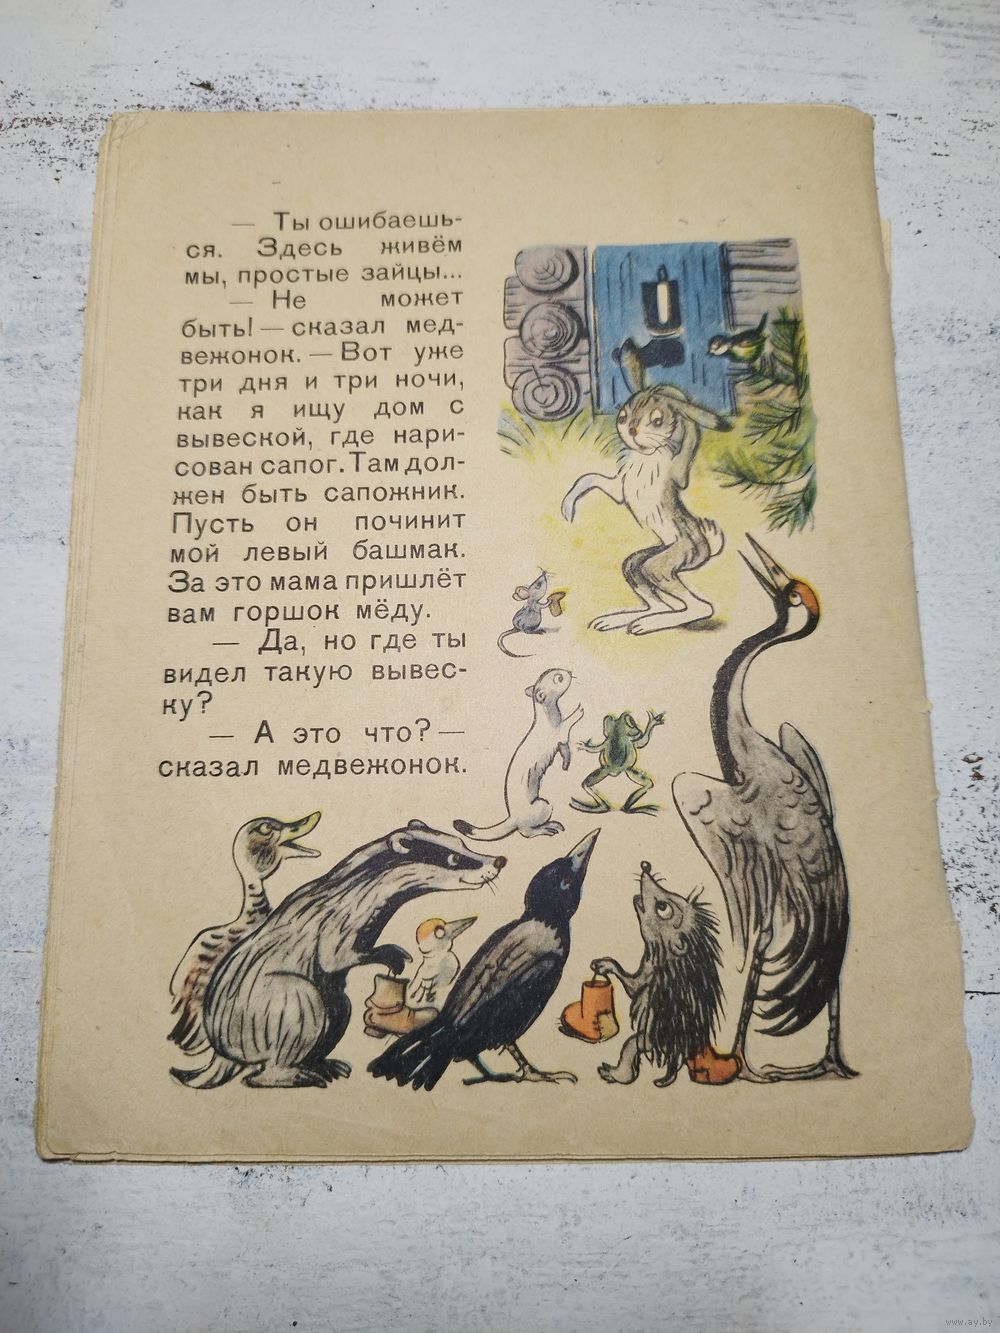 — Ты ошибаешь-
ся. Здесь живём
мы, простые зайцы...
— Не может
быть! — сказал мед-
вежонок. — Вот уже
три дня и три ночи,
как я ищу дом с
вывеской, где нари-
сован сапог. Там дол-
жен быть сапожник.
Пусть он починит
мой левый башмак.
За это мама пришлёт
вам горшок мёду.
— Да, но где ты
видел такую вывес-
ку?
— А это что? —
сказал медвежонок.
www.ay.by